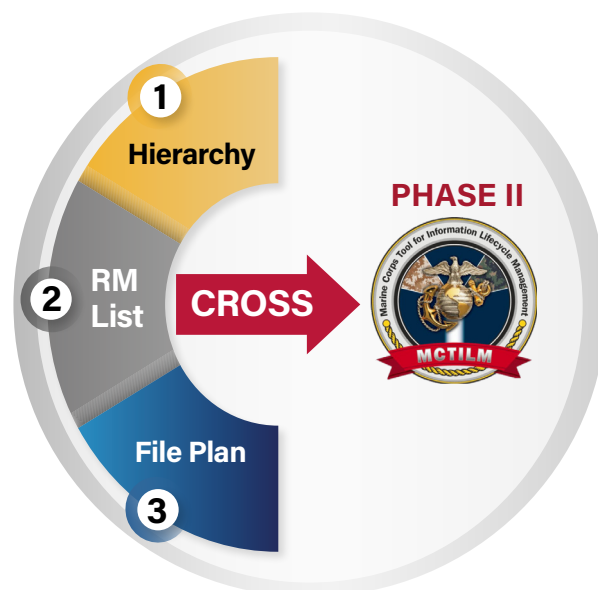 1
Hierarchy
2
RM
List
3
File Plan
CROSS
PHASE II
Marine Corps Tool for Information Lifecycle Management
MCTILM